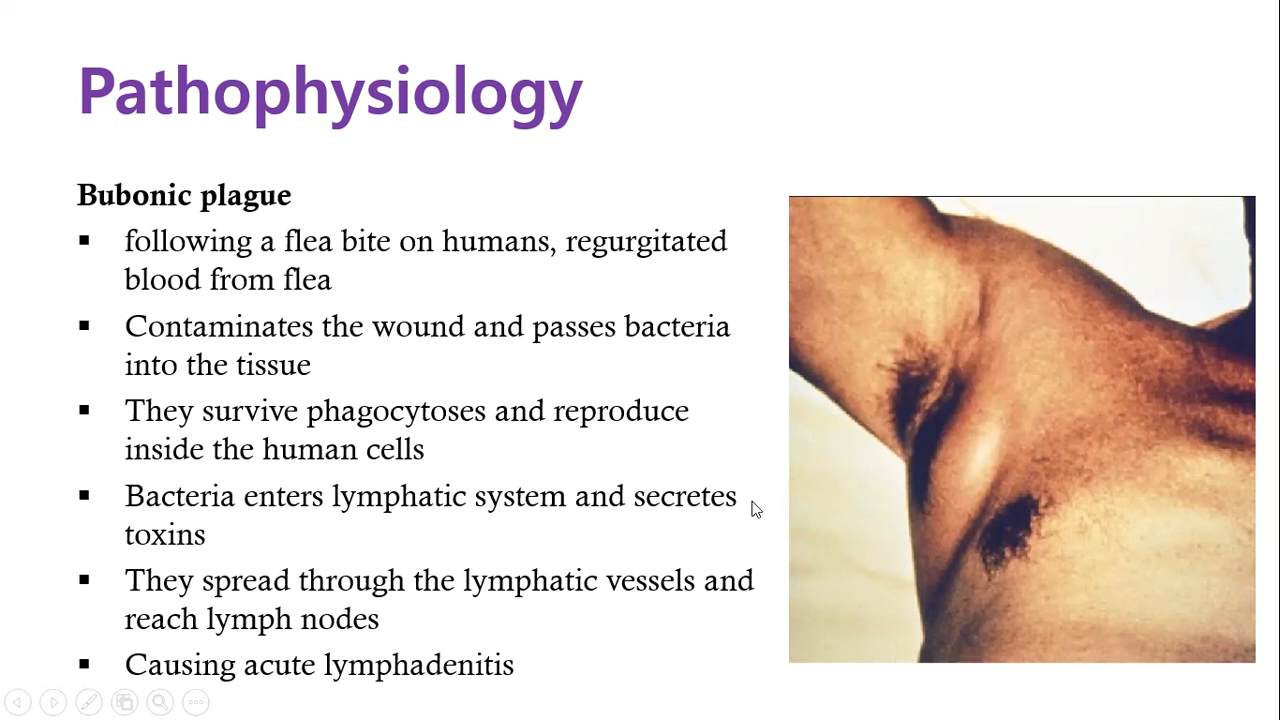 Pathophysiology
Bubonic plague
▪ following a flea bite on humans, regurgitated
blood from flea
▪ Contaminates the wound and passes bacteria
into the tissue
▪ They survive phagocytoses and reproduce
inside the human cells
▪ Bacteria enters lymphatic system and secretes
toxins
▪ They spread through the lymphatic vessels and
reach lymph nodes
▪ Causing acute lymphadenitis